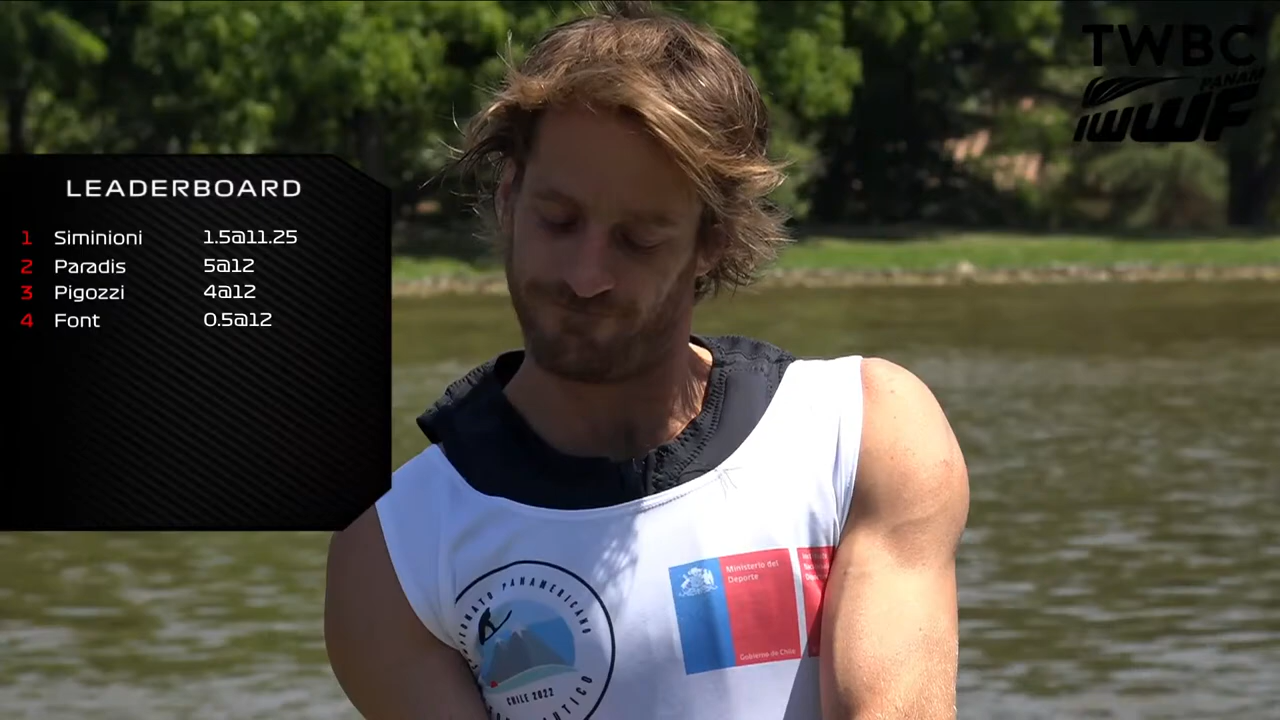 TWBC
PANAM
IWWF
LEADERBOARD
1 Siminioni 1.5@11.25
2 Paradis 5@12
3 Pigozzi 4@12
4 Font 0.5@12
PANAMERICANO
CHILE 2022
Ministerio del
Deporte
Gobierno de Chile